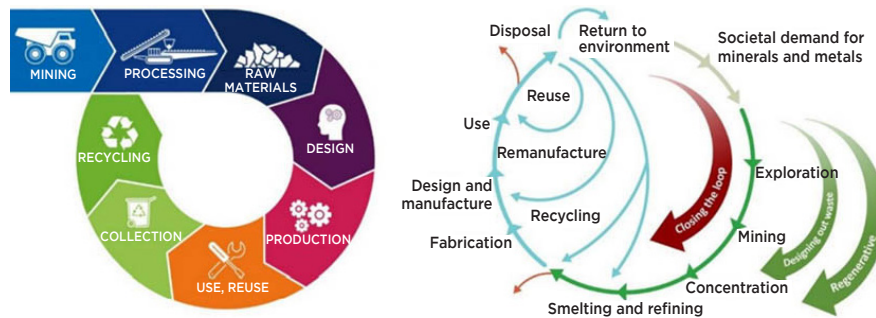 MINING
PROCESSING
RAW
MATERIALS
DESIGN
PRODUCTION
USE, REUSE
COLLECTION
RECYCLING
Disposal
Return to
environment
Societal demand for
minerals and metals
Reuse
Use
Remanufacture
Design and
manufacture
Recycling
Fabrication
Exploration
Mining
Concentration
Smelting and refining
Closing the loop
Designing out waste
Regenerative